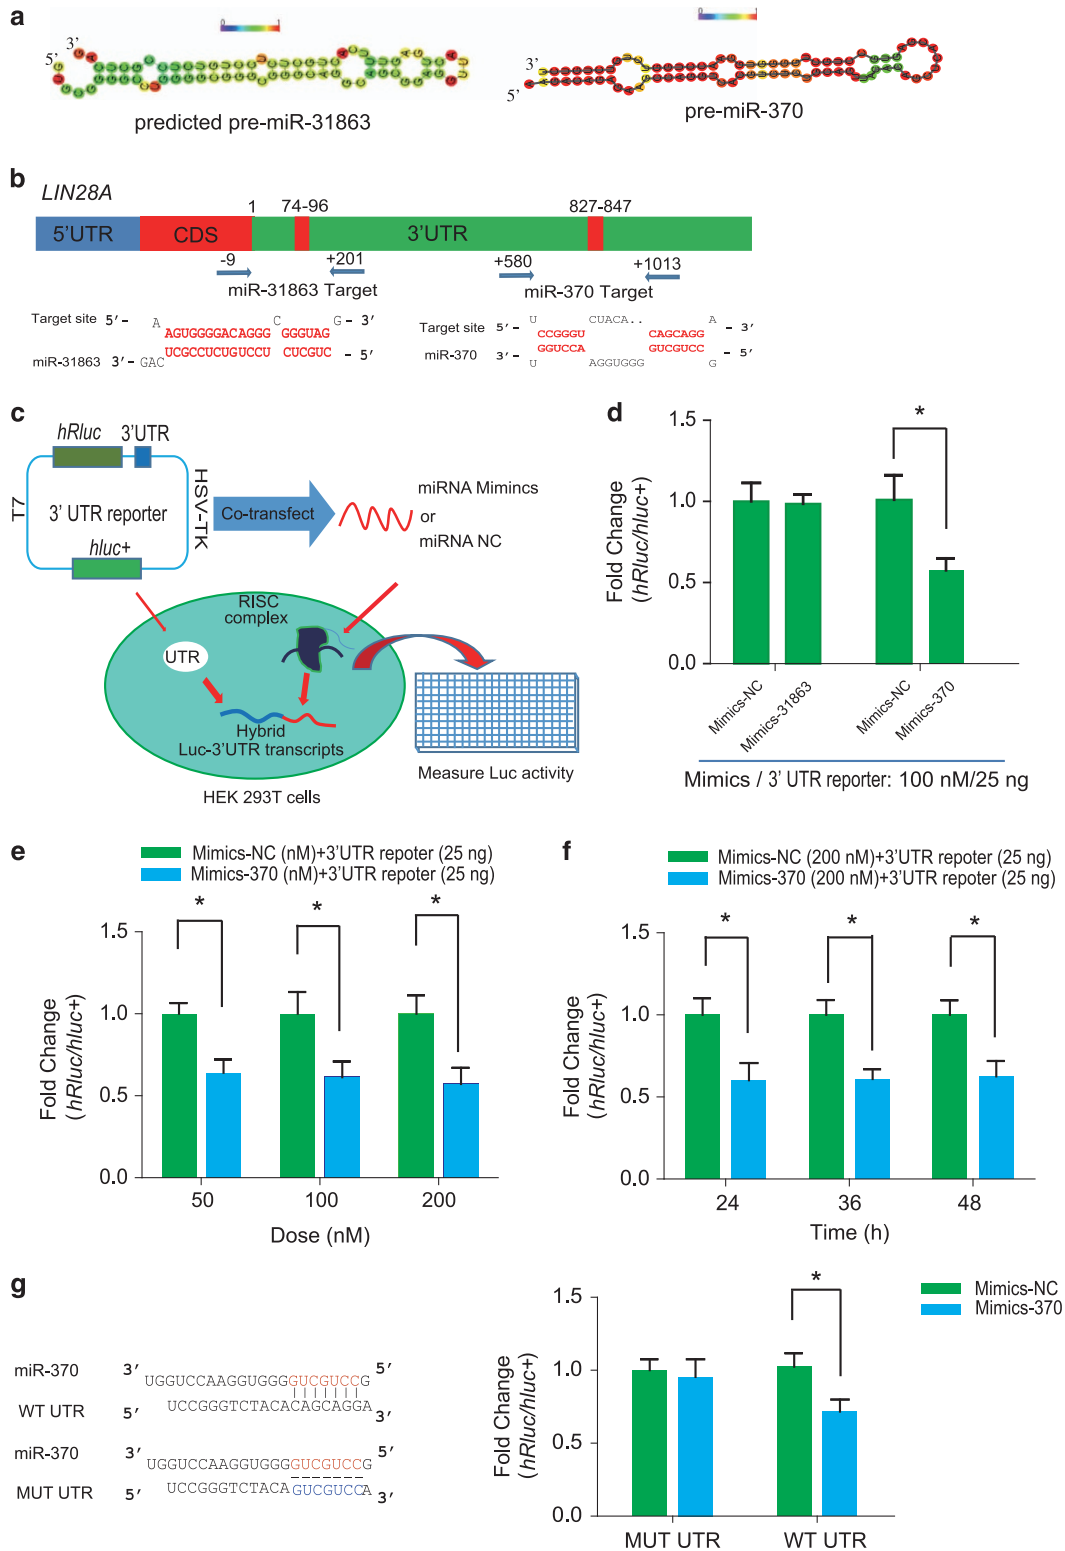 a
0 1
0 1
3′
5′
predicted pre-miR-31863
3′
5′
pre-miR-370
b
LIN28A
1 74-96 827-847
5′UTR CDS 3′UTR
-9 +201 +580 +1013
miR-31863 Target miR-370 Target
Target site 5′- A AGUGGGGACAGGG C GGGUAG G- 3′
miR-31863 3′- GAC UCGCCUCUGUCCU CUCGUC - 5′
Target site 5′- U CCGGGU CUACA.. CAGCAGG A - 3′
miR-370 3′- U GGUCCA AGGUGGG GUCGUCC G - 5′
c
hRluc 3′UTR
T7
HSV-TK
3′ UTR reporter
hluc+
Co-transfect
miRNA Mimincs
or
miRNA NC
RISC
complex
UTR
Hybrid
Luc-3′UTR transcripts
HEK 293T cells
Measure Luc activity
d
Fold Change
(hRluc/hluc+)
1.5
1.0
0.5
0.0
*
Mimics-NC
Mimics-31863
Mimics-NC
Mimics-370
Mimics / 3′ UTR reporter: 100 nM/25 ng
e
Mimics-NC (nM)+3′UTR repoter (25 ng)
Mimics-370 (nM)+3′UTR repoter (25 ng)
Fold Change
(hRluc/hluc+)
1.5
1.0
0.5
0.0
* * *
50 100 200
Dose (nM)
f
Mimics-NC (200 nM)+3′UTR repoter (25 ng)
Mimics-370 (200 nM)+3′UTR repoter (25 ng)
Fold Change
(hRluc/hluc+)
1.5
1.0
0.5
0.0
* * *
24 36 48
Time (h)
g
miR-370 3′ UGGUCCAAGGUGGGGUCGUCCG 5′
WT UTR 5′ UCCGGGTCTACACAGCAGGA 3′
miR-370 3′ UGGUCCAAGGUGGGGUCGUCCG 5′
MUT UTR 5′ UCCGGGTCTACAGUCGUCCA 3′
Mimics-NC
Mimics-370
Fold Change
(hRluc/hluc+)
1.5
1.0
0.5
0.0
*
MUT UTR WT UTR